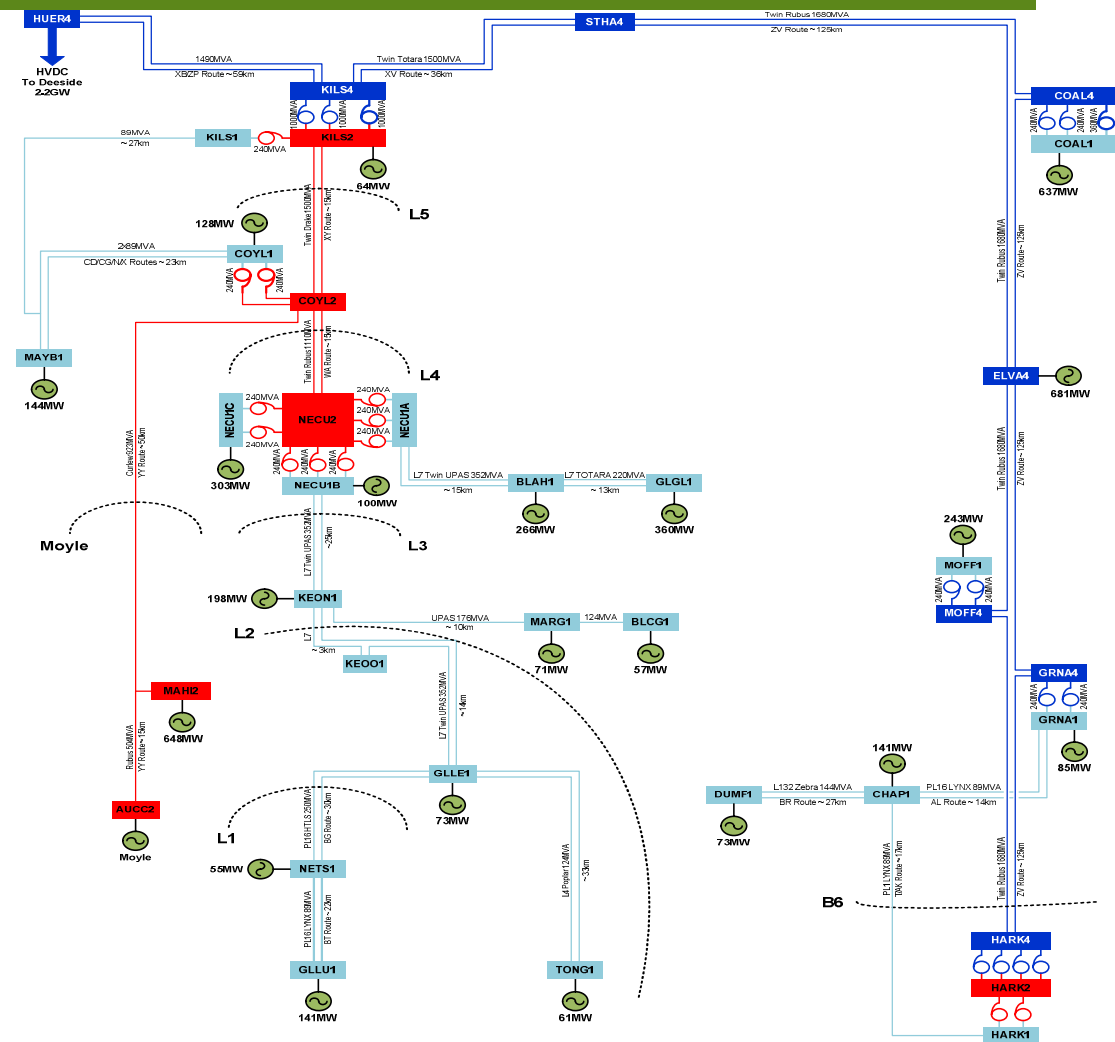 HUER4
HVDC
To Deeside
2-2GW
1490MVA
XB/ZP Route ~ 59km
Twin Totara 1500MVA
XV Route ~ 36km
STHA4
Twin Rubus 1680MVA
ZV Route ~ 125km
KILS4
1000MVA
1000MVA
1000MVA
89MVA
~ 27km
KILS1
240MVA
KILS2
64MW
COAL4
240MVA
240MVA
360MVA
COAL1
637MW
Twin Drake 1500MVA
XY Route ~ 15km
L5
128MW
COYL1
2x89MVA
CD/CG/N/X Routes ~ 23km
240MVA
240MVA
COYL2
Twin Rubus 1680MVA
ZV Route ~ 125km
MAYB1
144MW
Twin Rubus 1110MVA
WA Route ~ 15km
L4
ELVA4
681MW
NECU1C
240MVA
240MVA
NECU2
240MVA
240MVA
240MVA
NECU1A
303MW
240MVA
240MVA
240MVA
NECU1B
100MW
L7 Twin UPAS 352MVA
~ 15km
BLAH1
L7 TOTARA 220MVA
~ 13km
GLGL1
266MW
360MW
Curlew 923MVA
YY Route ~ 50km
Twin Rubus 1680MVA
ZV Route ~ 125km
Moyle
L7 Twin UPAS 352MVA
~25km
L3
243MW
MOFF1
240MVA
240MVA
MOFF4
198MW
KEON1
UPAS 176MVA
~ 10km
MARG1
124MVA
BLCG1
71MW
57MW
L2
L7
~ 3km
KEOO1
L7 Twin UPAS 352MVA
~ 14km
MAHI2
648MW
GRNA4
240MVA
240MVA
GRNA1
85MW
Rubus 504MVA
YY Route ~ 15km
AUCC2
Moyle
GLLE1
73MW
141MW
DUMF1
L132 Zebra 144MVA
BR Route ~ 27km
CHAP1
PL16 LYNX 89MVA
AL Route ~ 14km
73MW
L1
PL16 HTLS 250MVA
BG Route ~ 30km
55MW
NETS1
PL16 LYNX 89MVA
BT Route ~ 22km
GLLU1
141MW
L4 Poplar 124MVA
~ 33km
TONG1
61MW
PL1 LYNX 89MVA
Route ~ 17km
Twin Rubus 1680MVA
ZV Route ~ 125km
B6
HARK4
HARK2
HARK1